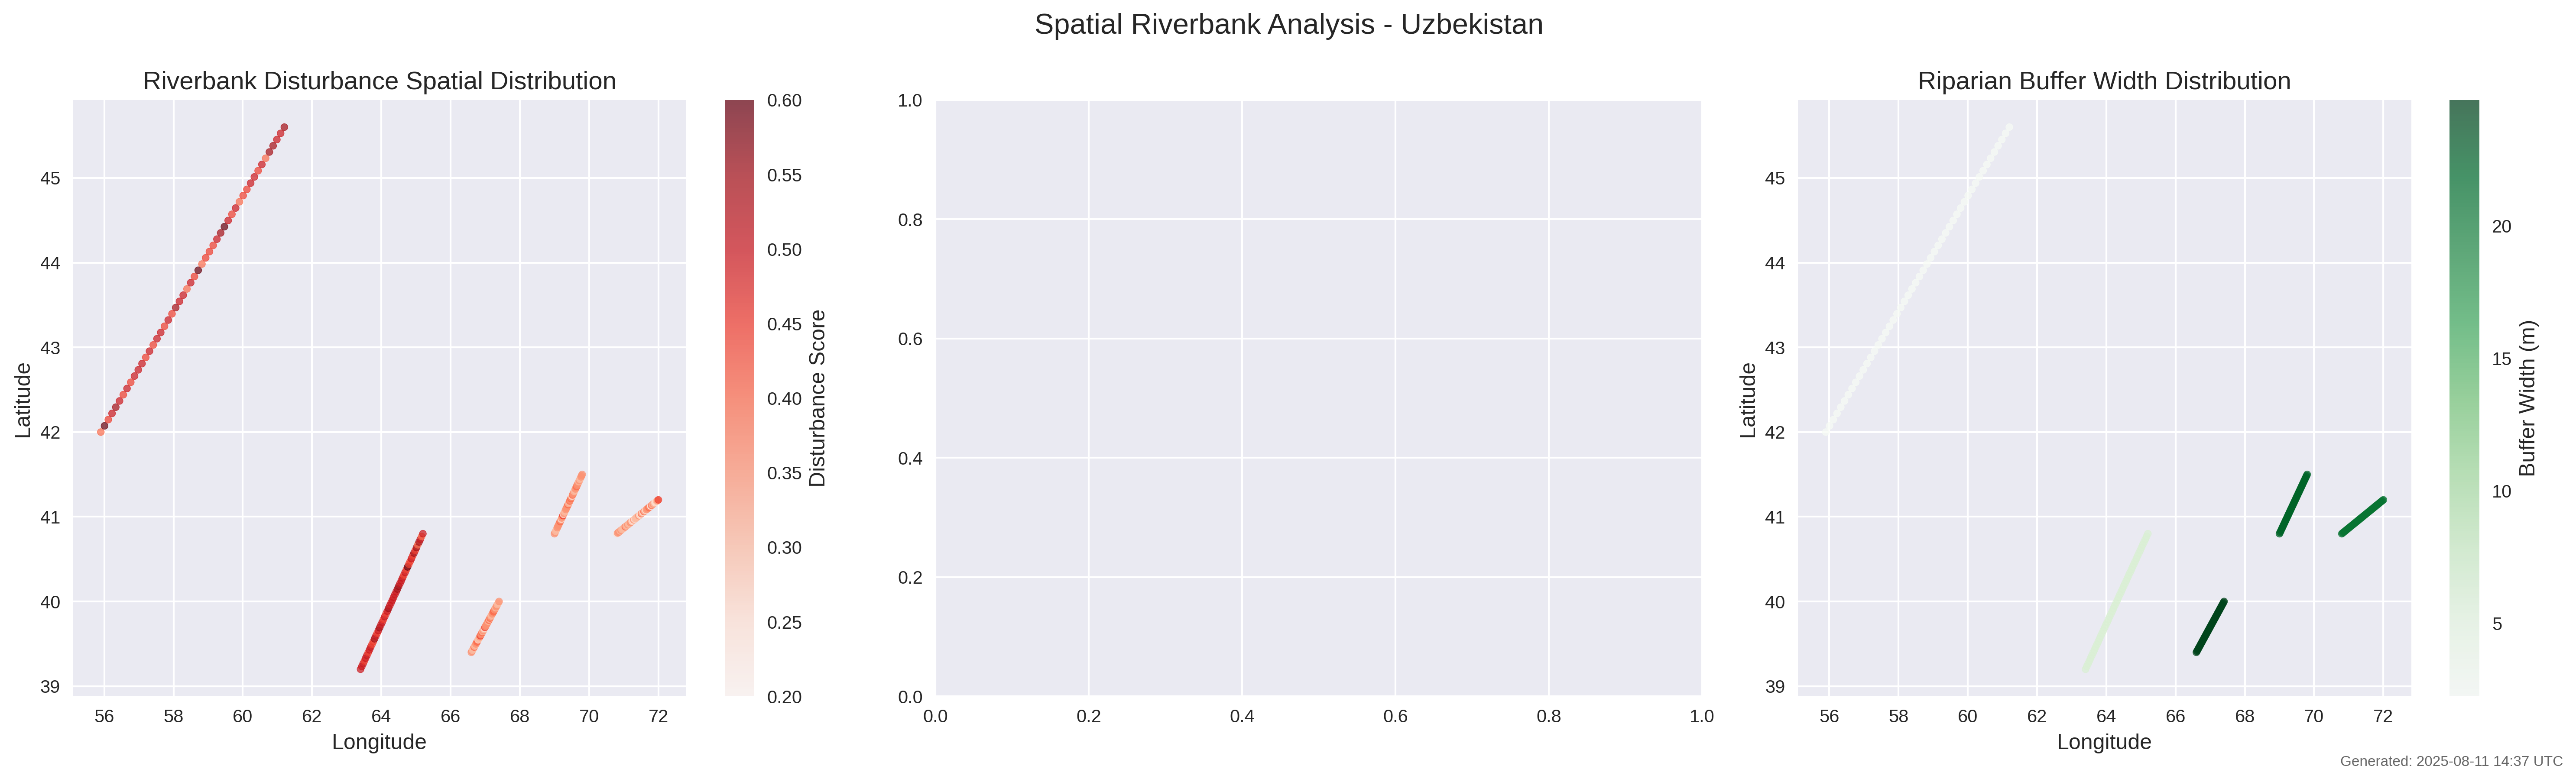 Spatial Riverbank Analysis - Uzbekistan
Riverbank Disturbance Spatial Distribution
45
44
43
42
41
40
39
Latitude
56 58 60 62 64 66 68 70 72
Longitude
0.60
0.55
0.50
0.45
0.40
0.35
0.30
0.25
0.20
Disturbance Score
1.0
0.8
0.6
0.4
0.2
0.0
0.0 0.2 0.4 0.6 0.8 1.0
Riparian Buffer Width Distribution
45
44
43
42
41
40
39
Latitude
56 58 60 62 64 66 68 70 72
Longitude
20
15
10
5
Buffer Width (m)
Generated: 2025-08-11 14:37 UTC